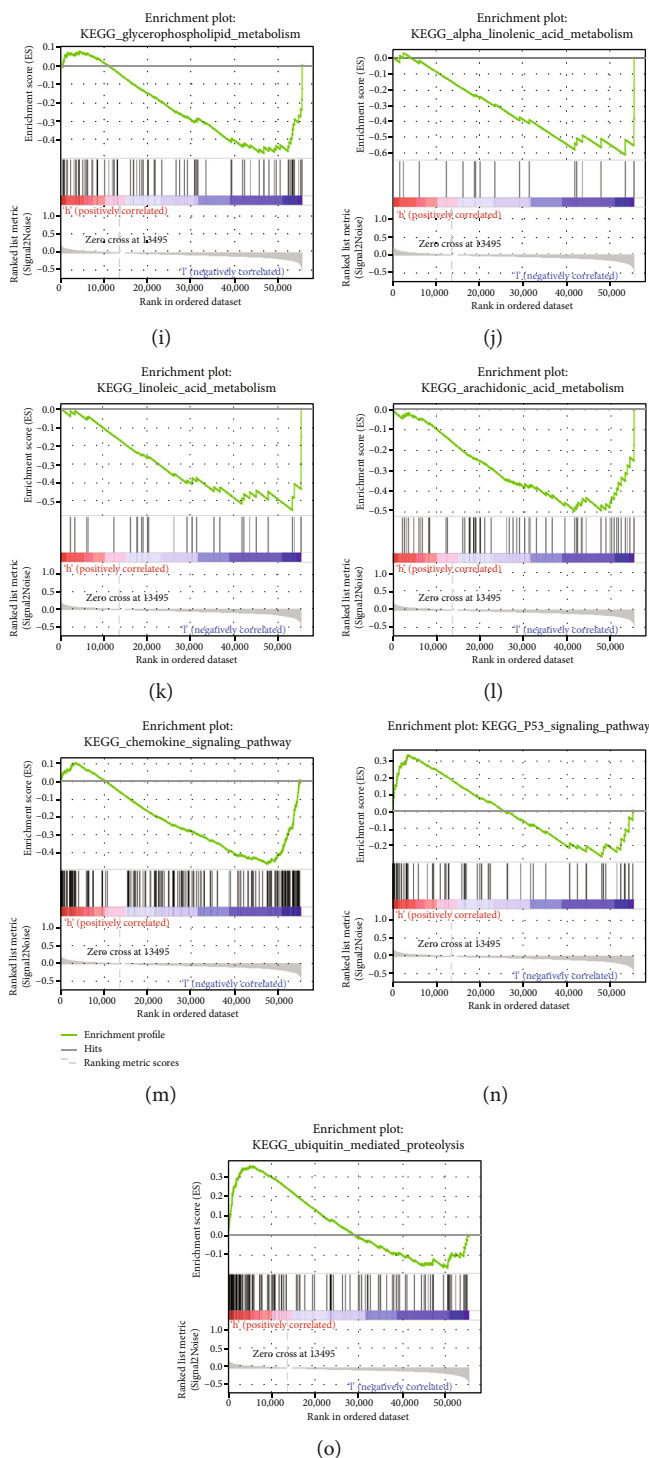 Enrichment plot:
KEGG_glycerophospholipid_metabolism
Enrichment score (ES)
0.1
0.0
−0.1
−0.2
−0.3
−0.4
'h' (positively correlated)
Ranked list metric
(Signal2Noise)
1.0
0.5
0.0
−0.5
Zero cross at 13495
'l' (negatively correlated)
0 10,000 20,000 30,000 40,000 50,000
Rank in ordered dataset
(i)
Enrichment plot:
KEGG_alpha_linolenic_acid_metabolism
Enrichment score (ES)
0.0
−0.1
−0.2
−0.3
−0.4
−0.5
−0.6
'h' (positively correlated)
Ranked list metric
(Signal2Noise)
1.0
0.5
0.0
−0.5
Zero cross at 13495
'l' (negatively correlated)
0 10,000 20,000 30,000 40,000 50,000
Rank in ordered dataset
(j)
Enrichment plot:
KEGG_linoleic_acid_metabolism
Enrichment score (ES)
0.0
−0.1
−0.2
−0.3
−0.4
−0.5
'h' (positively correlated)
Ranked list metric
(Signal2Noise)
1.0
0.5
0.0
−0.5
Zero cross at 13495
'l' (negatively correlated)
0 10,000 20,000 30,000 40,000 50,000
Rank in ordered dataset
(k)
Enrichment plot:
KEGG_arachidonic_acid_metabolism
Enrichment score (ES)
0.0
−0.1
−0.2
−0.3
−0.4
−0.5
'h' (positively correlated)
Ranked list metric
(Signal2Noise)
1.0
0.5
0.0
−0.5
Zero cross at 13495
'l' (negatively correlated)
0 10,000 20,000 30,000 40,000 50,000
Rank in ordered dataset
(l)
Enrichment plot:
KEGG_chemokine_signaling_pathway
Enrichment score (ES)
0.1
0.0
−0.1
−0.2
−0.3
−0.4
'h' (positively correlated)
Ranked list metric
(Signal2Noise)
1.0
0.5
0.0
−0.5
Zero cross at 13495
'l' (negatively correlated)
0 10,000 20,000 30,000 40,000 50,000
Rank in ordered dataset
Enrichment profile
Hits
Ranking metric scores
(m)
Enrichment plot: KEGG_P53_signaling_pathway
Enrichment score (ES)
0.3
0.2
0.1
0.0
−0.1
−0.2
'h' (positively correlated)
Ranked list metric
(Signal2Noise)
1.0
0.5
0.0
−0.5
Zero cross at 13495
'l' (negatively correlated)
0 10,000 20,000 30,000 40,000 50,000
Rank in ordered dataset
(n)
Enrichment plot:
KEGG_ubiquitin_mediated_proteolysis
Enrichment score (ES)
0.3
0.2
0.1
0.0
−0.1
'h' (positively correlated)
Ranked list metric
(Signal2Noise)
1.0
0.5
0.0
−0.5
Zero cross at 13495
'l' (negatively correlated)
0 10,000 20,000 30,000 40,000 50,000
Rank in ordered dataset
(o)